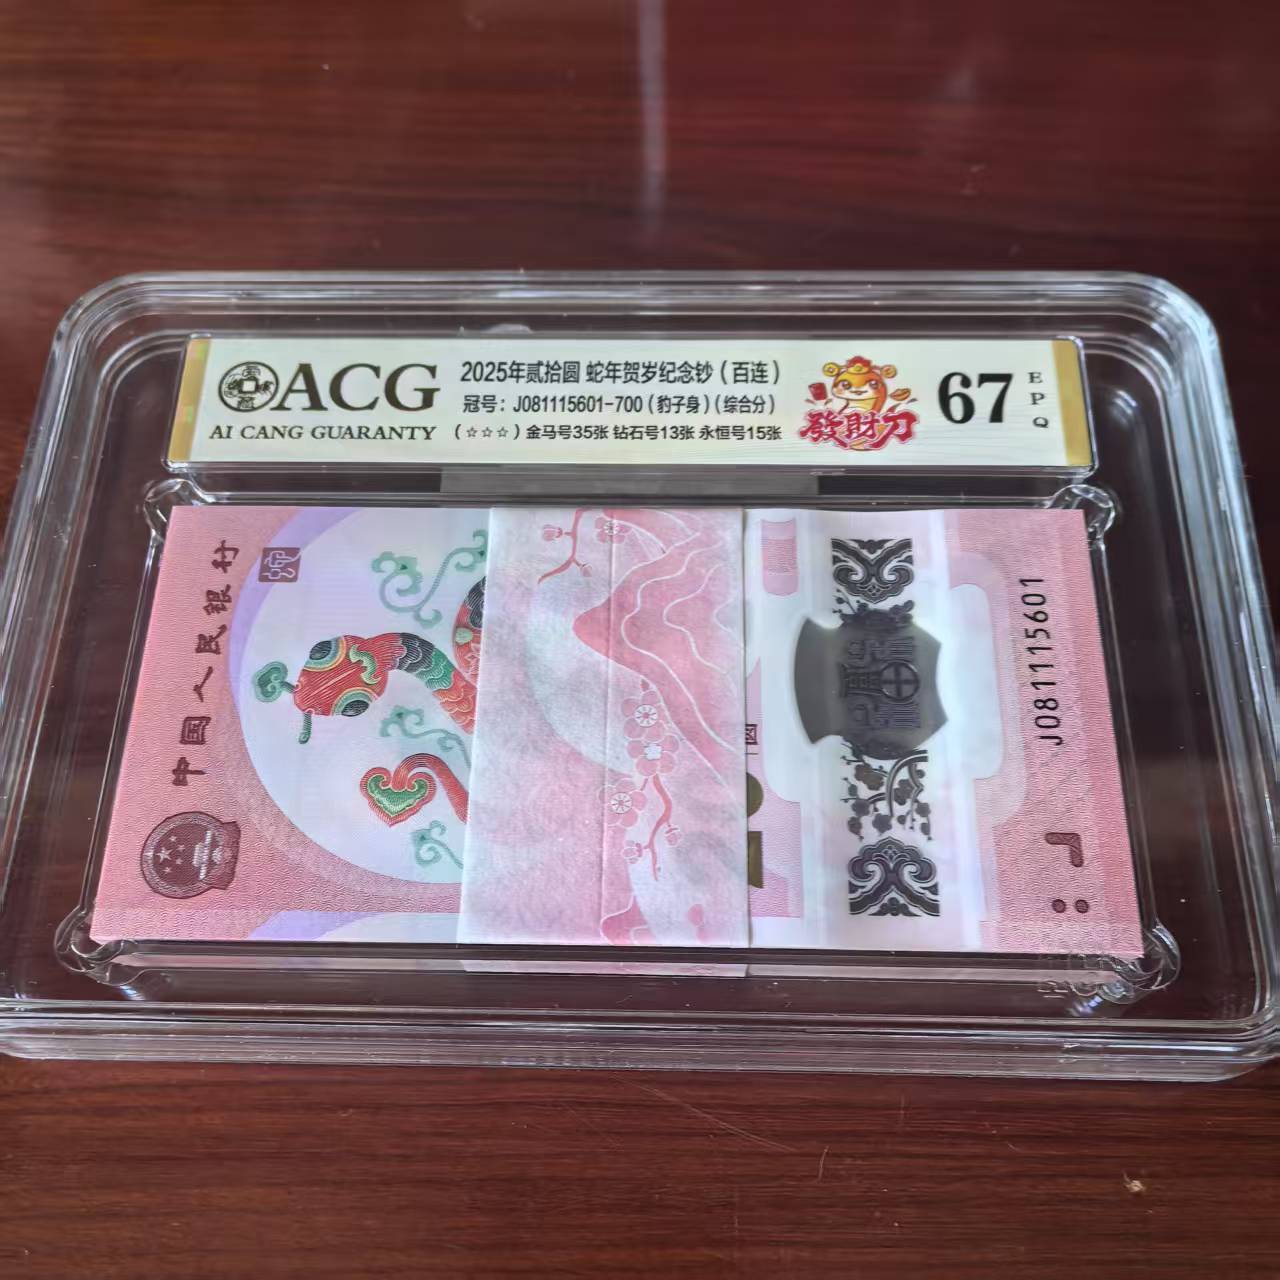 ACG
AI CANG GUARANTY
2025年贰拾圆 蛇年贺岁纪念钞（百连）
冠号：J081115601-700（豹子身）（综合分）
（☆☆☆）金马号35张 钻石号13张 永恒号15张
發財刀
67
EPQ
中国人民银行
圆
J081115601